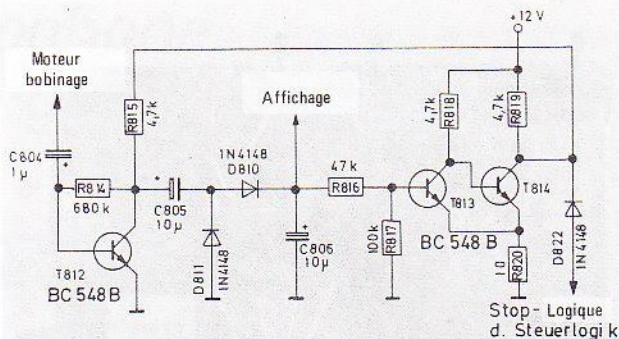 +12 V
Moteur
bobinage
Affichage
R815
4,7k
4,7k
R818
4,7k
R819
C804
1µ
R814
680k
1N4148
D810
47k
R816
C805
10µ
T813
T814
BC 548 B
T812
BC 548 B
D811
1N4148
C806
10µ
100k
R817
10
R820
D822
1N4148
Stop-Logique
d. Steuerlogik